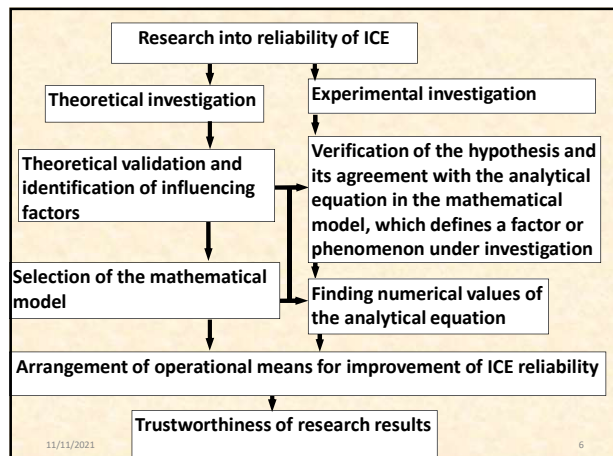 Research into reliability of ICE
Theoretical investigation
Experimental investigation
Theoretical validation and
identification of influencing
factors
Verification of the hypothesis and
its agreement with the analytical
equation in the mathematical
model, which defines a factor or
phenomenon under investigation
Selection of the mathematical
model
Finding numerical values of
the analytical equation
Arrangement of operational means for improvement of ICE reliability
Trustworthiness of research results
11/11/2021
6